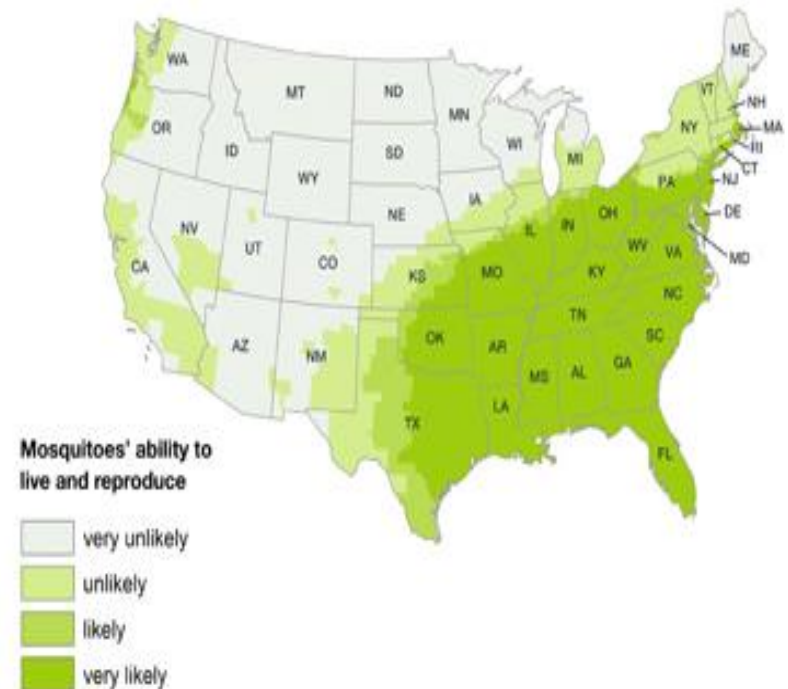 WA
MT
ND
MN
ME
VT
NH
OR
ID
SD
WI
NY
MA
RI
MI
CT
WY
IA
PA
NJ
NE
NV
UT
CO
IL
IN
OH
DE
WV
VA
MD
CA
KS
MO
KY
NC
TN
AZ
NM
OK
AR
SC
MS
AL
GA
TX
LA
FL
Mosquitoes' ability to
live and reproduce
very unlikely
unlikely
likely
very likely